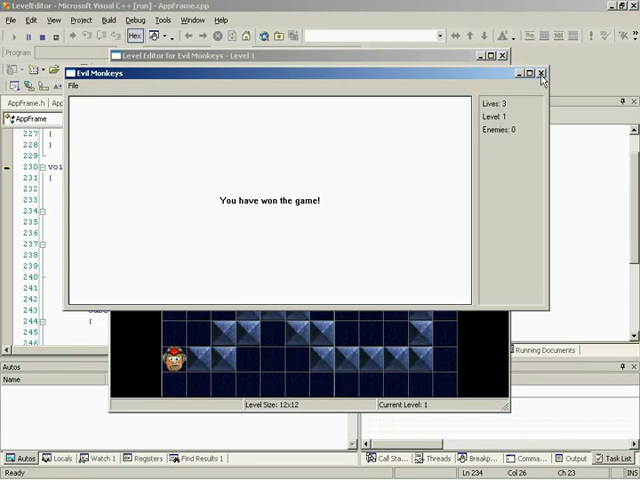 LevelEditor - Microsoft Visual C++ [run] - AppFrame.cpp
File Edit View Project Build Debug Tools Window Help
Hex
Program
Level Editor for Evil Monkeys - Level 1
Evil Monkeys
File
Lives: 3
Level: 1
Enemies: 0
You have won the game!
AppFrame.h
AppFrame
227 {
228 }
229
230 voi
231 {
232
233
234
235
236
237
238
239
240
241
242
243
244 {
245
246
Running Documents
Autos
Name
Level Size: 12x12
Current Level: 1
Autos Locals Watch 1 Registers Find Results 1
Call Sta... Threads Breakp... Comma... Output Task List
Ready
Ln 234 Col 26 Ch 23 INS